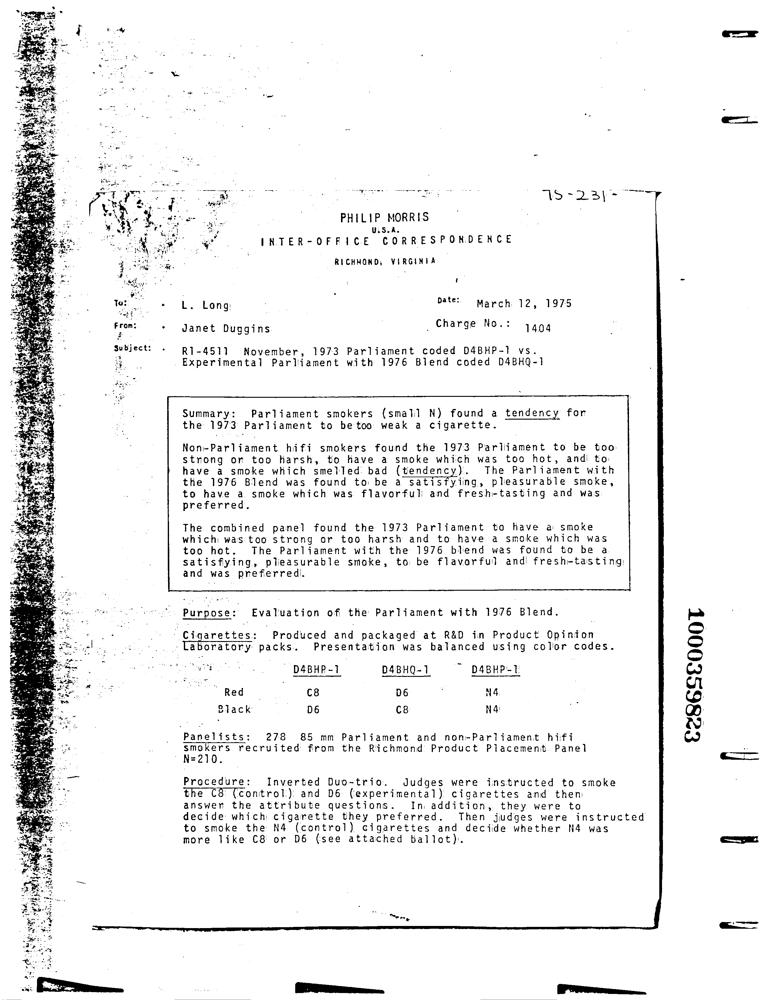 75-231-
PHILIP MORRIS
U.S.A.
INTER-OFFICE CORRESPONDENCE
RICHMOND, VIRGINIA
To: L. Long Date: March 12, 1975
From: Janet Duggins Charge No.: 1404
Subject: R1-4511 November, 1973 Parliament coded D4BHP-1 vs.
Experimental Parliament with 1976 Blend coded D4BHQ-1
Summary: Parliament smokers (small N) found a tendency for
the 1973 Parliament to be too weak a cigarette.
Non-Parliament hifi smokers found the 1973 Parliament to be too
strong or too harsh, to have a smoke which was too hot, and to
have a smoke which smelled bad (tendency). The Parliament with
the 1976 Blend was found to be a satisfying, pleasurable smoke,
to have a smoke which was flavorful and fresh-tasting and was
preferred.
The combined panel found the 1973 Parliament to have a smoke
which was too strong or too harsh and to have a smoke which was
too hot. The Parliament with the 1976 blend was found to be a
satisfying, pleasurable smoke, to be flavorful and fresh-tasting
and was preferred.
Purpose: Evaluation of the Parliament with 1976 Blend.
Cigarettes: Produced and packaged at R&D in Product Opinion
Laboratory packs. Presentation was balanced using color codes.
D4BHP-1 D4BHQ-1 D4BHP-1
Red C8 D6 N4
Black D6 C8 N4
Panelists: 278 85 mm Parliament and non-Parliament hifi
smokers recruited from the Richmond Product Placement Panel
N=210.
Procedure: Inverted Duo-trio. Judges were instructed to smoke
the C8 (control) and D6 (experimental) cigarettes and then
answer the attribute questions. In addition, they were to
decide which cigarette they preferred. Then judges were instructed
to smoke the N4 (control) cigarettes and decide whether N4 was
more like C8 or D6 (see attached ballot).
1000359823